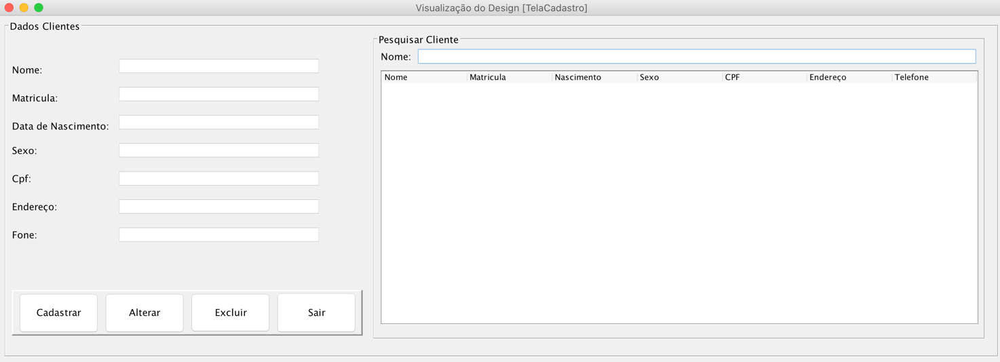 Visualização do Design [TelaCadastro]
Dados Clientes
Nome:
Matricula:
Data de Nascimento:
Sexo:
Cpf:
Endereço:
Fone:
Cadastrar Alterar Excluir Sair
Pesquisar Cliente
Nome:
Nome Matricula Nascimento Sexo CPF Endereço Telefone